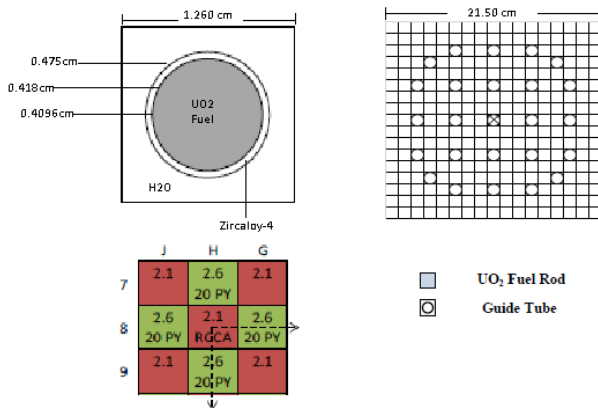 1.260 cm
0.475cm
0.418cm
0.4096cm
UO2
Fuel
H2O
Zircaloy-4
21.50 cm
J H G
7 2.1 2.6 2.1
20 PY
8 2.6 2.1 2.6
20 PY RGCA 20 PY
9 2.1 2.6 2.1
20 PY
UO₂ Fuel Rod
Guide Tube